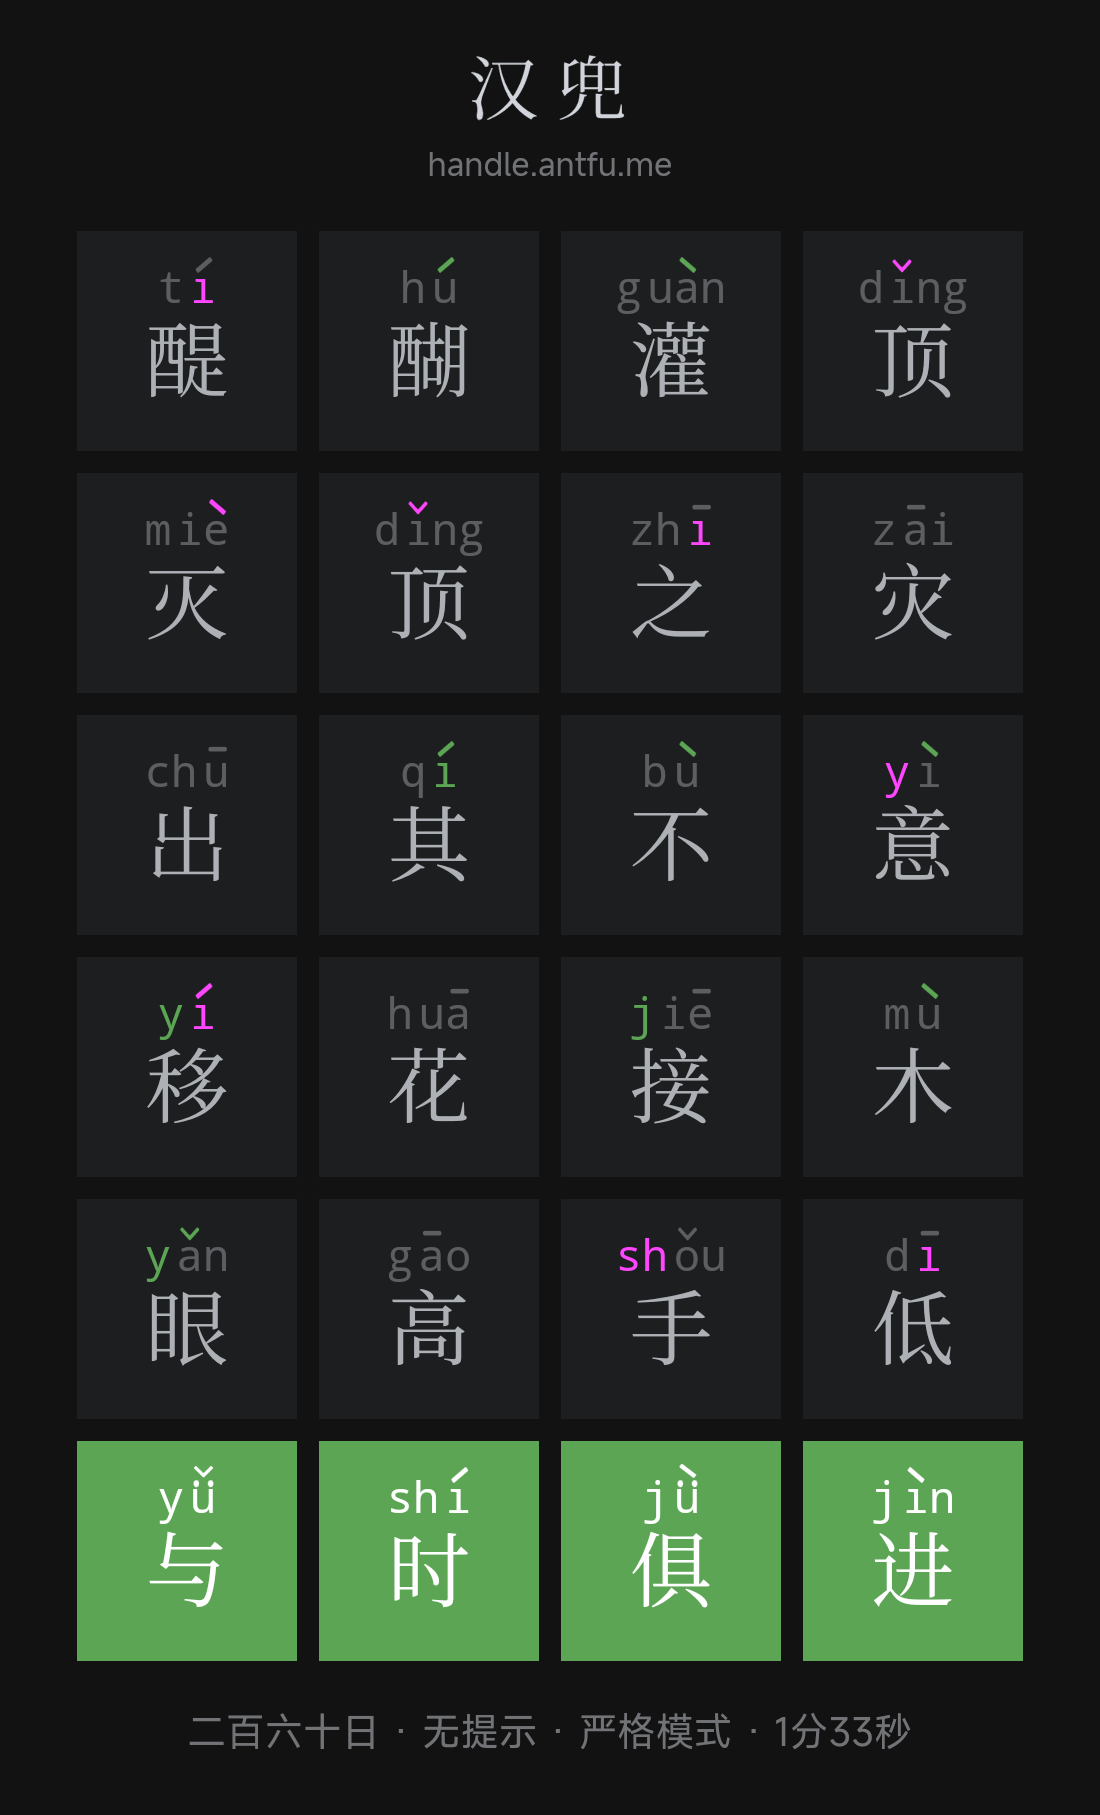 汉兜
handle.antfu.me
tí hú guàn dǐng
醍 醐 灌 顶
miè dǐng zhī zāi
灭 顶 之 灾
chū qí bù yì
出 其 不 意
yí huā jiē mù
移 花 接 木
yǎn gāo shǒu dī
眼 高 手 低
yǚ shí jǜ jìn
与 时 俱 进
二百六十日 · 无提示 · 严格模式 · 1分33秒